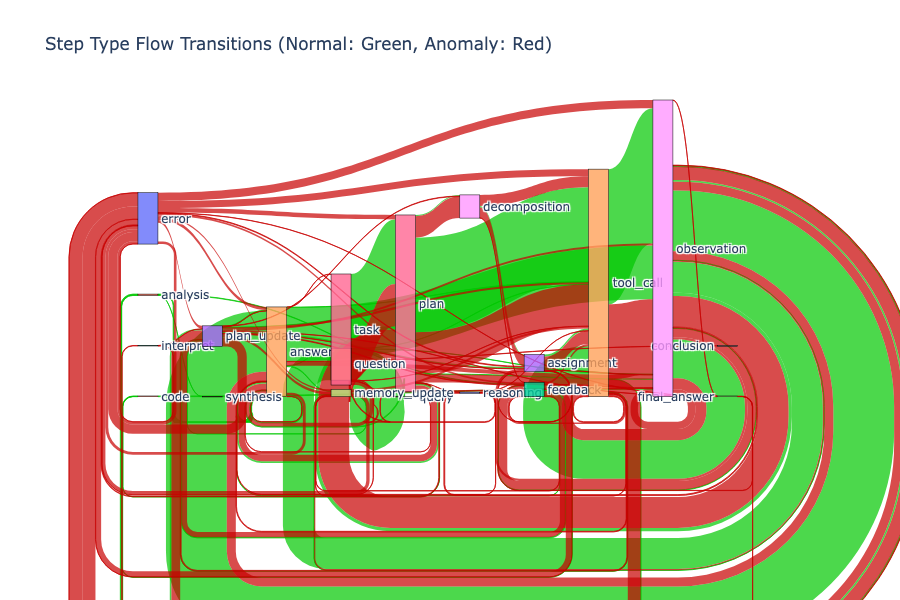 Step Type Flow Transitions (Normal: Green, Anomaly: Red)
decomposition
error
observation
tool_call
analysis
plan
task
plan_update
interpret
conclusion
answer
question
assignment
feedback
code
synthesis
memory_update
query
reasoning
final_answer